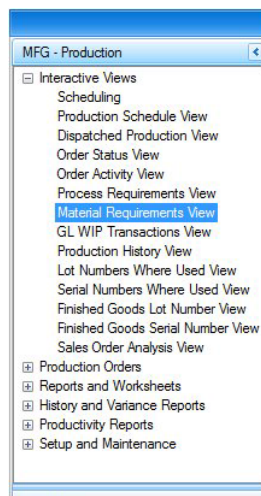 MFG - Production
Interactive Views
Scheduling
Production Schedule View
Dispatched Production View
Order Status View
Order Activity View
Process Requirements View
Material Requirements View
GL WIP Transactions View
Production History View
Lot Numbers Where Used View
Serial Numbers Where Used View
Finished Goods Lot Number View
Finished Goods Serial Number View
Sales Order Analysis View
Production Orders
Reports and Worksheets
History and Variance Reports
Productivity Reports
Setup and Maintenance